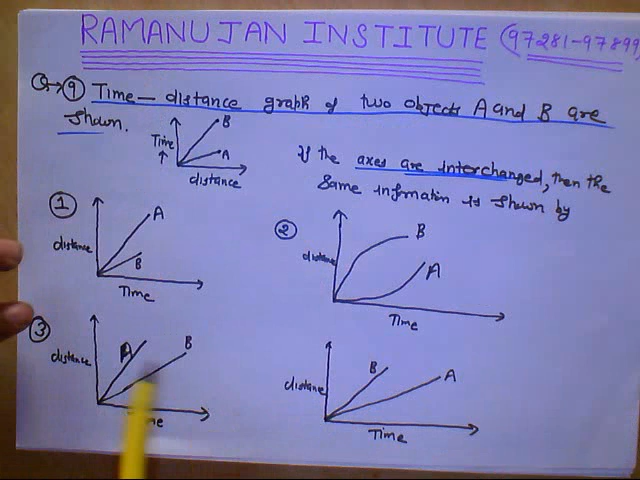 RAMANUJAN INSTITUTE (97281-97899)
Q→ 9 Time - distance graph of two objects A and B are
shown.
Time
B
A
distance
If the axes are interchanged, then the
same information is shown by
1
distance
A
B
Time
2
distance
B
A
Time
3
distance
A
B
Time
distance
B
A
Time